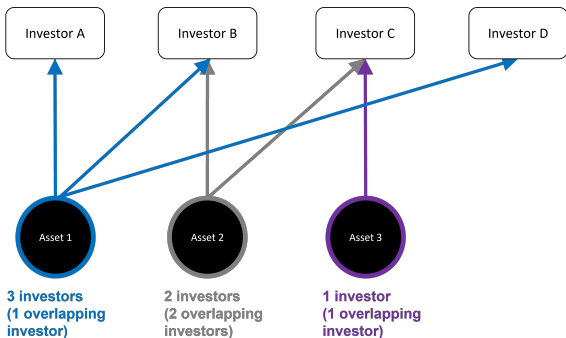 Investor A
Investor B
Investor C
Investor D
Asset 1
Asset 2
Asset 3
3 investors
(1 overlapping
investor)
2 investors
(2 overlapping
investors)
1 investor
(1 overlapping
investor)